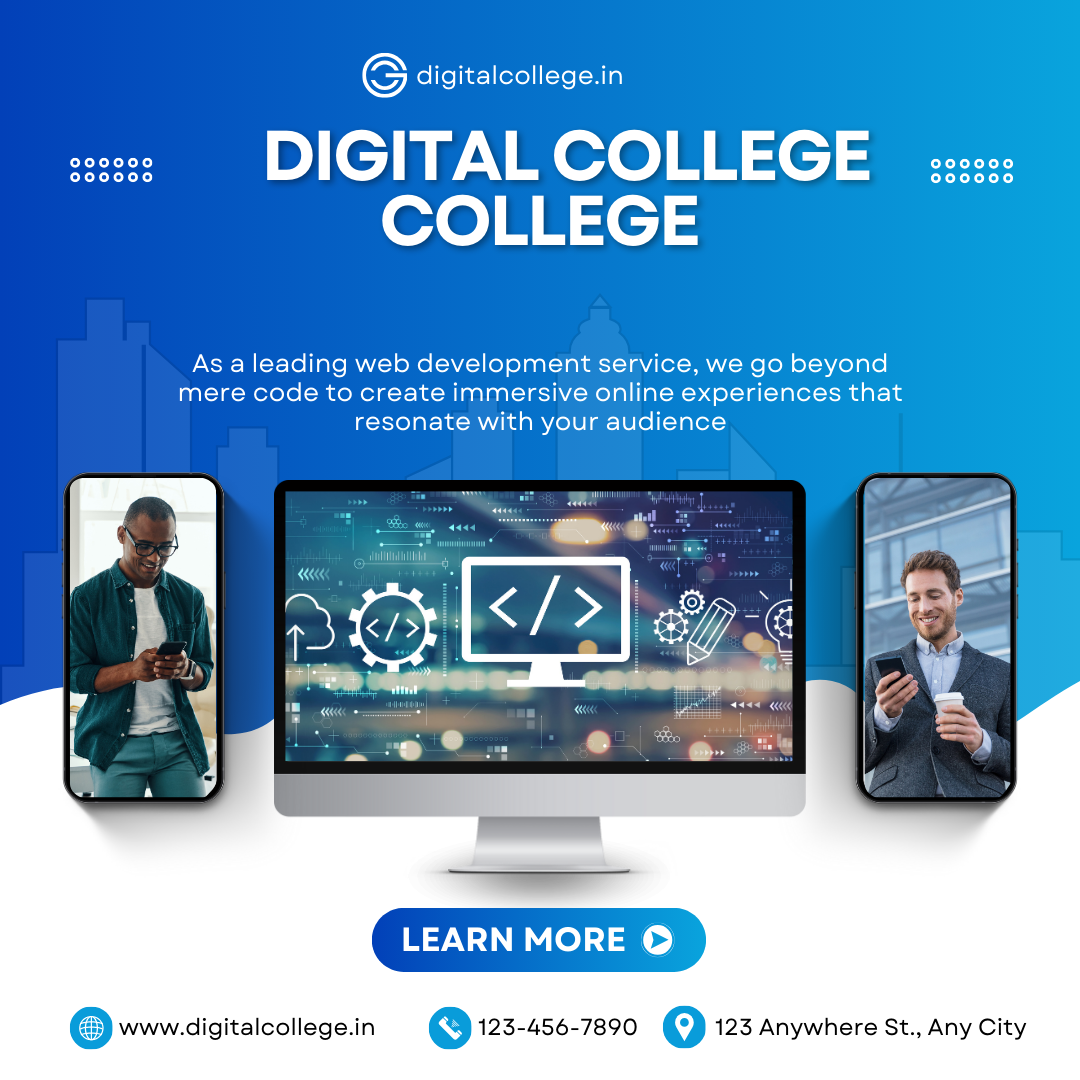 digitalcollege.in
DIGITAL COLLEGE
COLLEGE
As a leading web development service, we go beyond
mere code to create immersive online experiences that
resonate with your audience
</>
</>
LEARN MORE
www.digitalcollege.in
123-456-7890
123 Anywhere St., Any City